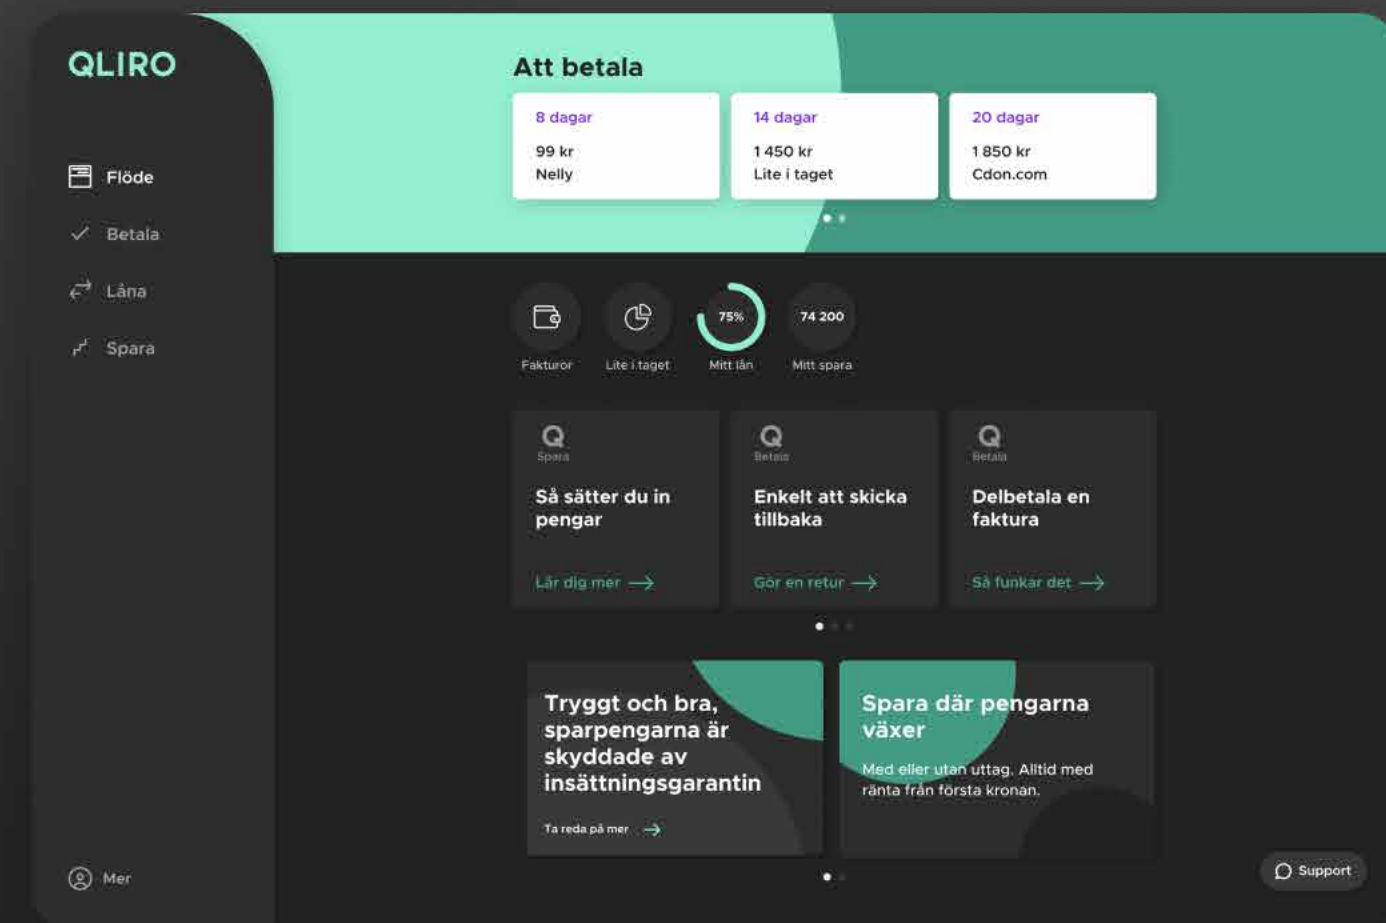 QLIRO
Flöde
Betala
Låna
Spara
Mer
Att betala
8 dagar
99 kr
Nelly
14 dagar
1 450 kr
Lite i taget
20 dagar
1 850 kr
Cdon.com
Fakturor
Lite i taget
75%
Mitt lån
74 200
Mitt spara
Q
Spara
Så sätter du in
pengar
Lär dig mer
Q
Betala
Enkelt att skicka
tillbaka
Gör en retur
Q
Betala
Delbetala en
faktura
Så funkar det
Tryggt och bra,
sparpengarna är
skyddade av
insättningsgarantin
Ta reda på mer
Spara där pengarna
växer
Med eller utan uttag. Alltid med
ränta från första kronan.
Support